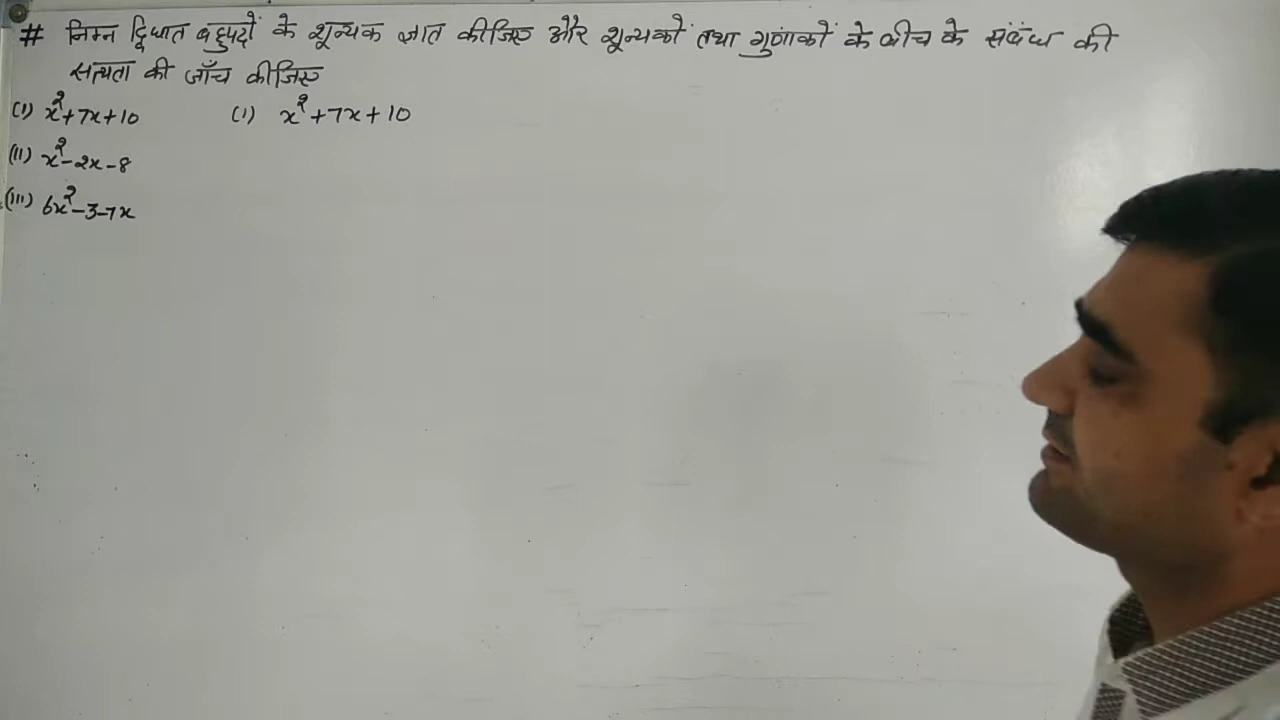 # निम्न द्विघात बहुपदों के शून्यक ज्ञात कीजिए और शून्यकों तथा गुणांकों के बीच के संबंध की
सत्यता की जाँच कीजिए
(i) x²+7x+10
(ii) x²-2x-8
(iii) 6x²-3-7x
(i) x²+7x+10